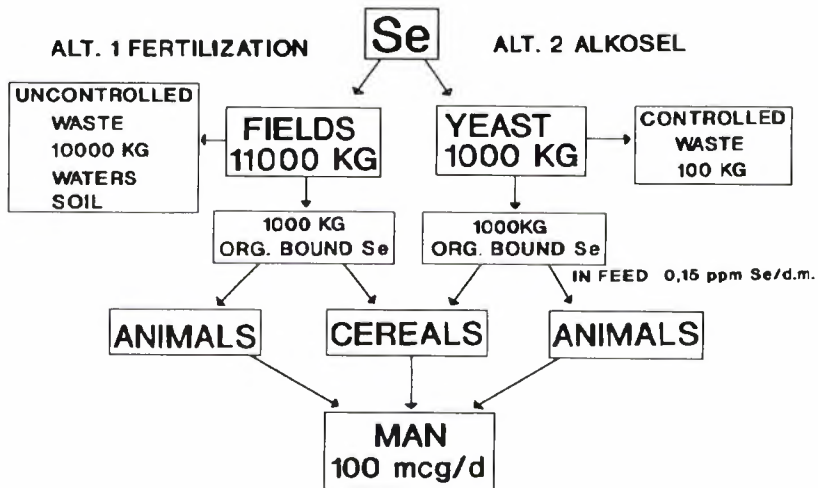 Se
ALT. 1 FERTILIZATION
ALT. 2 ALKOSEL
UNCONTROLLED
WASTE
10000 KG
WATERS
SOIL
FIELDS
11000 KG
YEAST
1000 KG
CONTROLLED
WASTE
100 KG
1000 KG
ORG. BOUND Se
1000KG
ORG. BOUND Se
IN FEED 0,15 ppm Se/d.m.
ANIMALS
CEREALS
ANIMALS
MAN
100 mcg/d